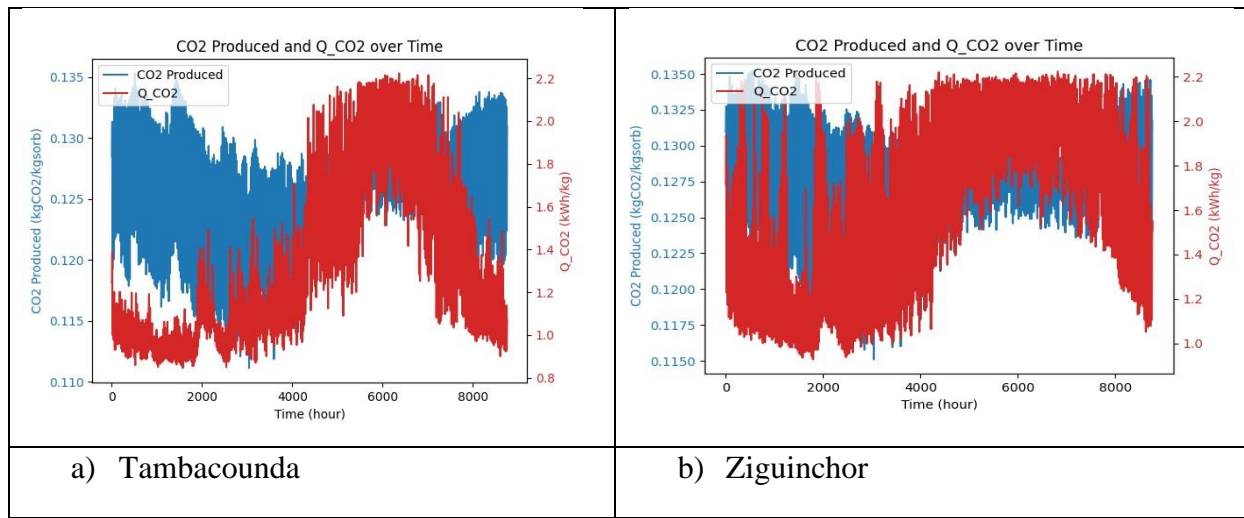 CO2 Produced and Q_CO2 over Time
CO2 Produced
Q_CO2
CO2 Produced (kgCO2/kgsorb)
0.135
0.130
0.125
0.120
0.115
0.110
2.2
2.0
1.8
1.6
1.4
1.2
1.0
0.8
Q_CO2 (kWh/kg)
0 2000 4000 6000 8000
Time (hour)
CO2 Produced and Q_CO2 over Time
CO2 Produced
Q_CO2
CO2 Produced (kgCO2/kgsorb)
0.1350
0.1325
0.1300
0.1275
0.1250
0.1225
0.1200
0.1175
0.1150
2.2
2.0
1.8
1.6
1.4
1.2
1.0
Q_CO2 (kWh/kg)
0 2000 4000 6000 8000
Time (hour)
a) Tambacounda
b) Ziguinchor